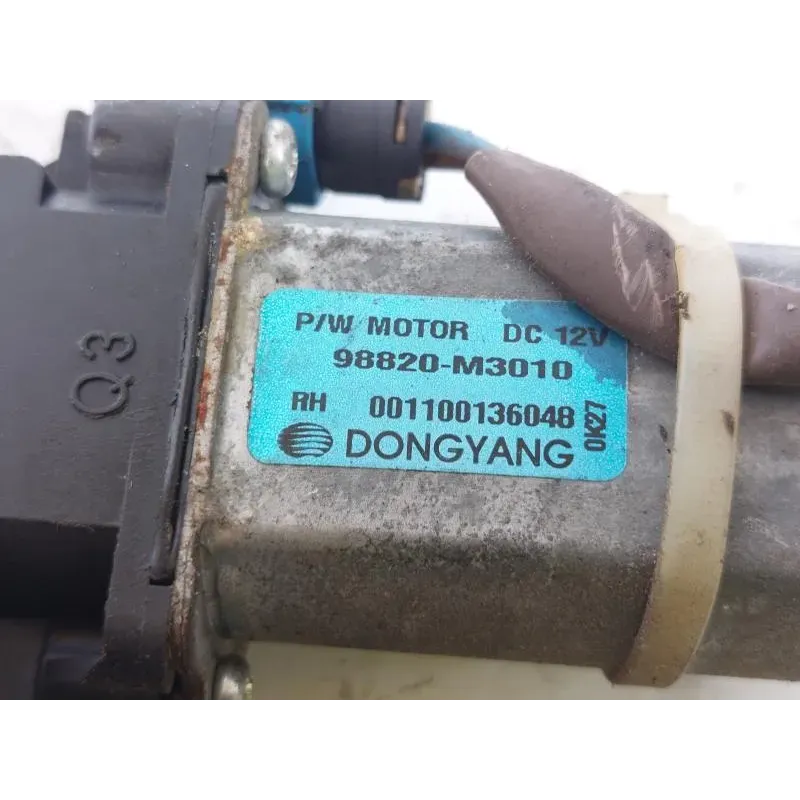 P/W MOTOR DC 12V
98820-M3010
RH 001100136048
0K27
DONGYANG
Q3